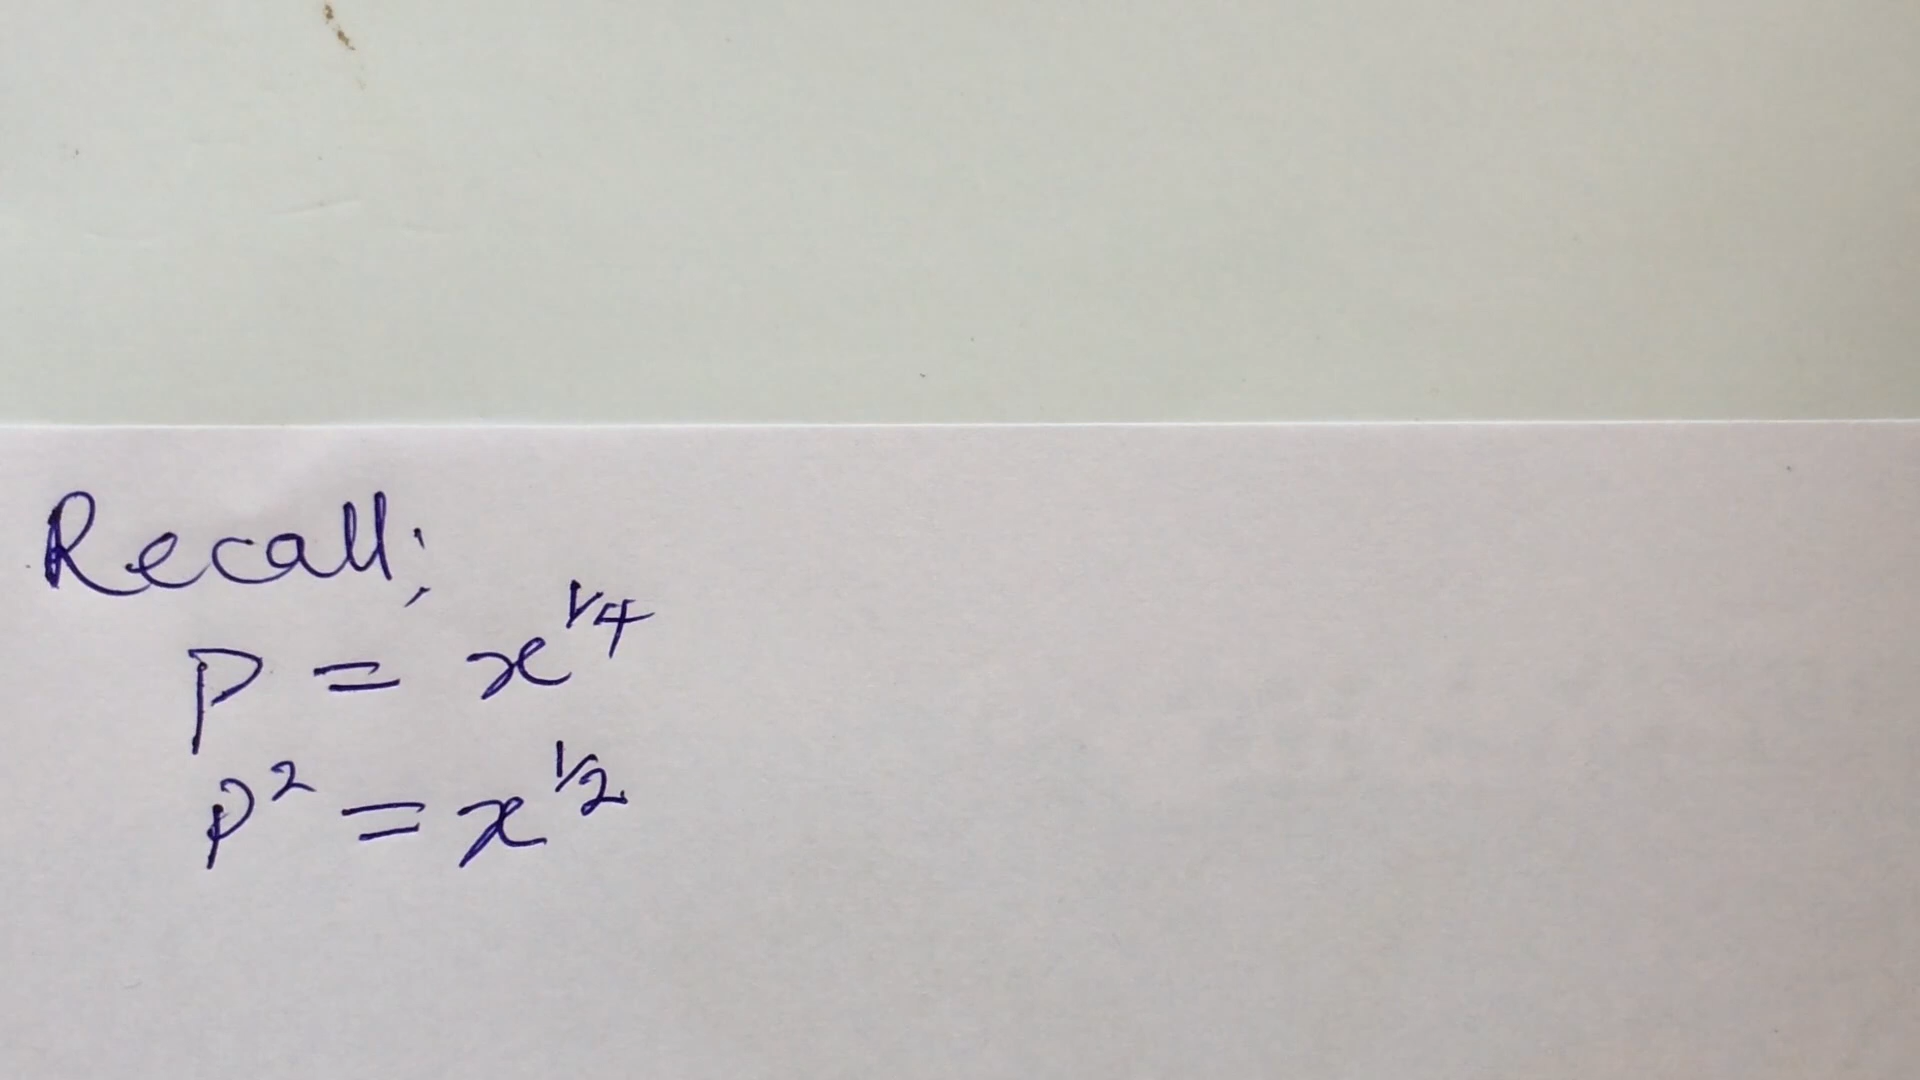 Recall;
P = x^1/4
P^2 = x^1/2